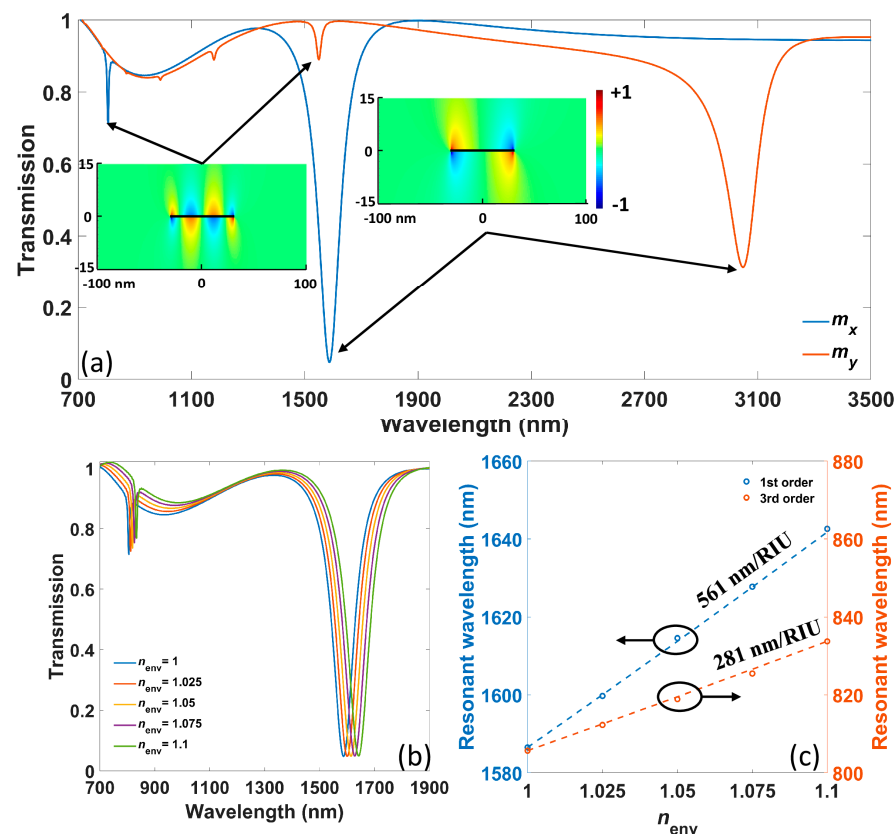 1
0.8
0.6
0.4
0.2
0
Transmission
15
0
-15
-100 nm
0
100
15
0
-15
-100 nm
0
100
+1
-1
m_x
m_y
(a)
700
1100
1500
1900
2300
2700
3100
3500
Wavelength (nm)
1
0.8
0.6
0.4
0.2
0
Transmission
n_env = 1
n_env = 1.025
n_env = 1.05
n_env = 1.075
n_env = 1.1
(b)
700
900
1100
1300
1500
1700
1900
Wavelength (nm)
1660
1640
1620
1600
1580
Resonant wavelength (nm)
1st order
3rd order
561 nm/RIU
281 nm/RIU
(c)
880
860
840
820
800
Resonant wavelength (nm)
1
1.025
1.05
1.075
1.1
n_env